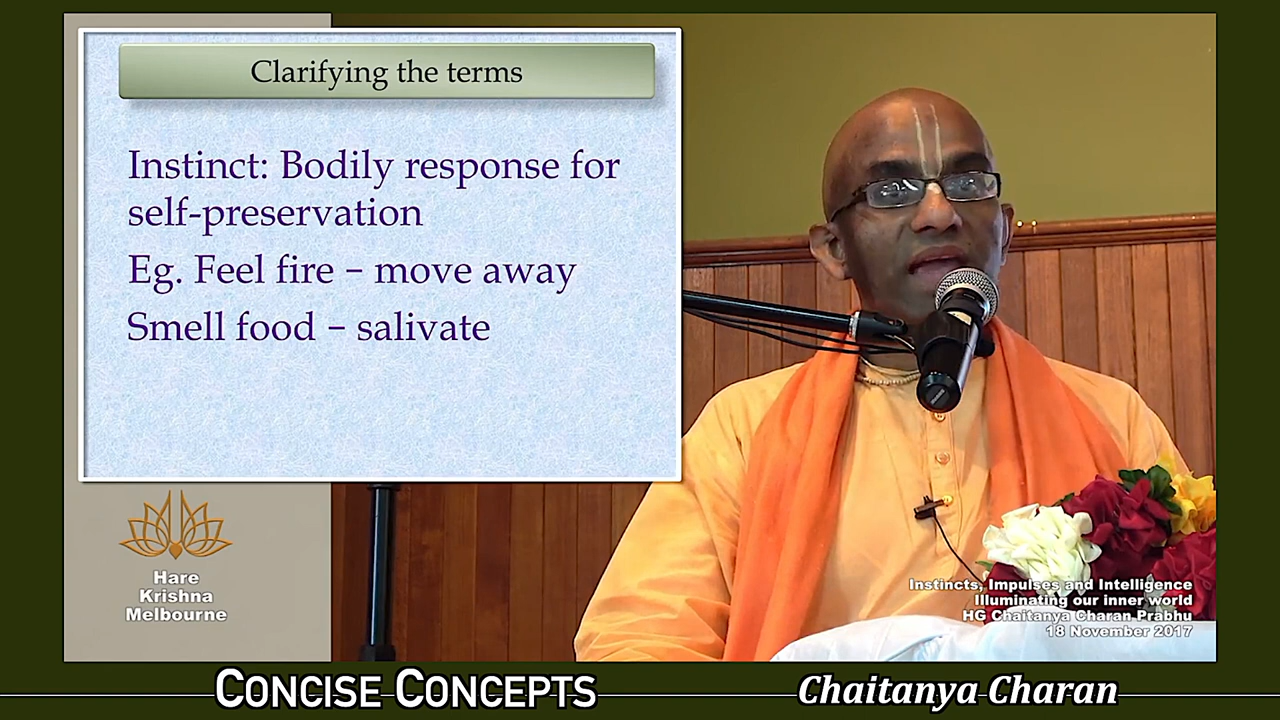 Clarifying the terms
Instinct: Bodily response for
self-preservation
Eg. Feel fire – move away
Smell food – salivate
Hare
Krishna
Melbourne
Instincts, Impulses and Intelligence
Illuminating our inner world
HG Chaitanya Charan Prabhu
18 November 2017
Concise Concepts
Chaitanya Charan